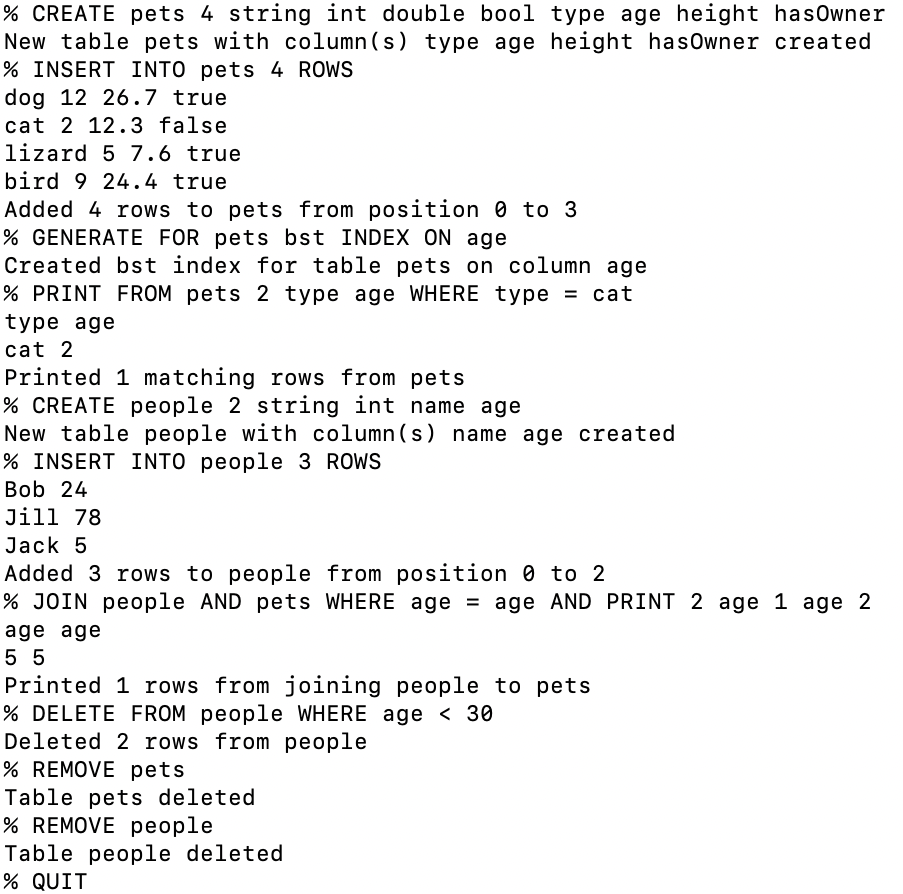 % CREATE pets 4 string int double bool type age height hasOwner
New table pets with column(s) type age height hasOwner created
% INSERT INTO pets 4 ROWS
dog 12 26.7 true
cat 2 12.3 false
lizard 5 7.6 true
bird 9 24.4 true
Added 4 rows to pets from position 0 to 3
% GENERATE FOR pets bst INDEX ON age
Created bst index for table pets on column age
% PRINT FROM pets 2 type age WHERE type = cat
type age
cat 2
Printed 1 matching rows from pets
% CREATE people 2 string int name age
New table people with column(s) name age created
% INSERT INTO people 3 ROWS
Bob 24
Jill 78
Jack 5
Added 3 rows to people from position 0 to 2
% JOIN people AND pets WHERE age = age AND PRINT 2 age 1 age 2
age age
5 5
Printed 1 rows from joining people to pets
% DELETE FROM people WHERE age < 30
Deleted 2 rows from people
% REMOVE pets
Table pets deleted
% REMOVE people
Table people deleted
% QUIT